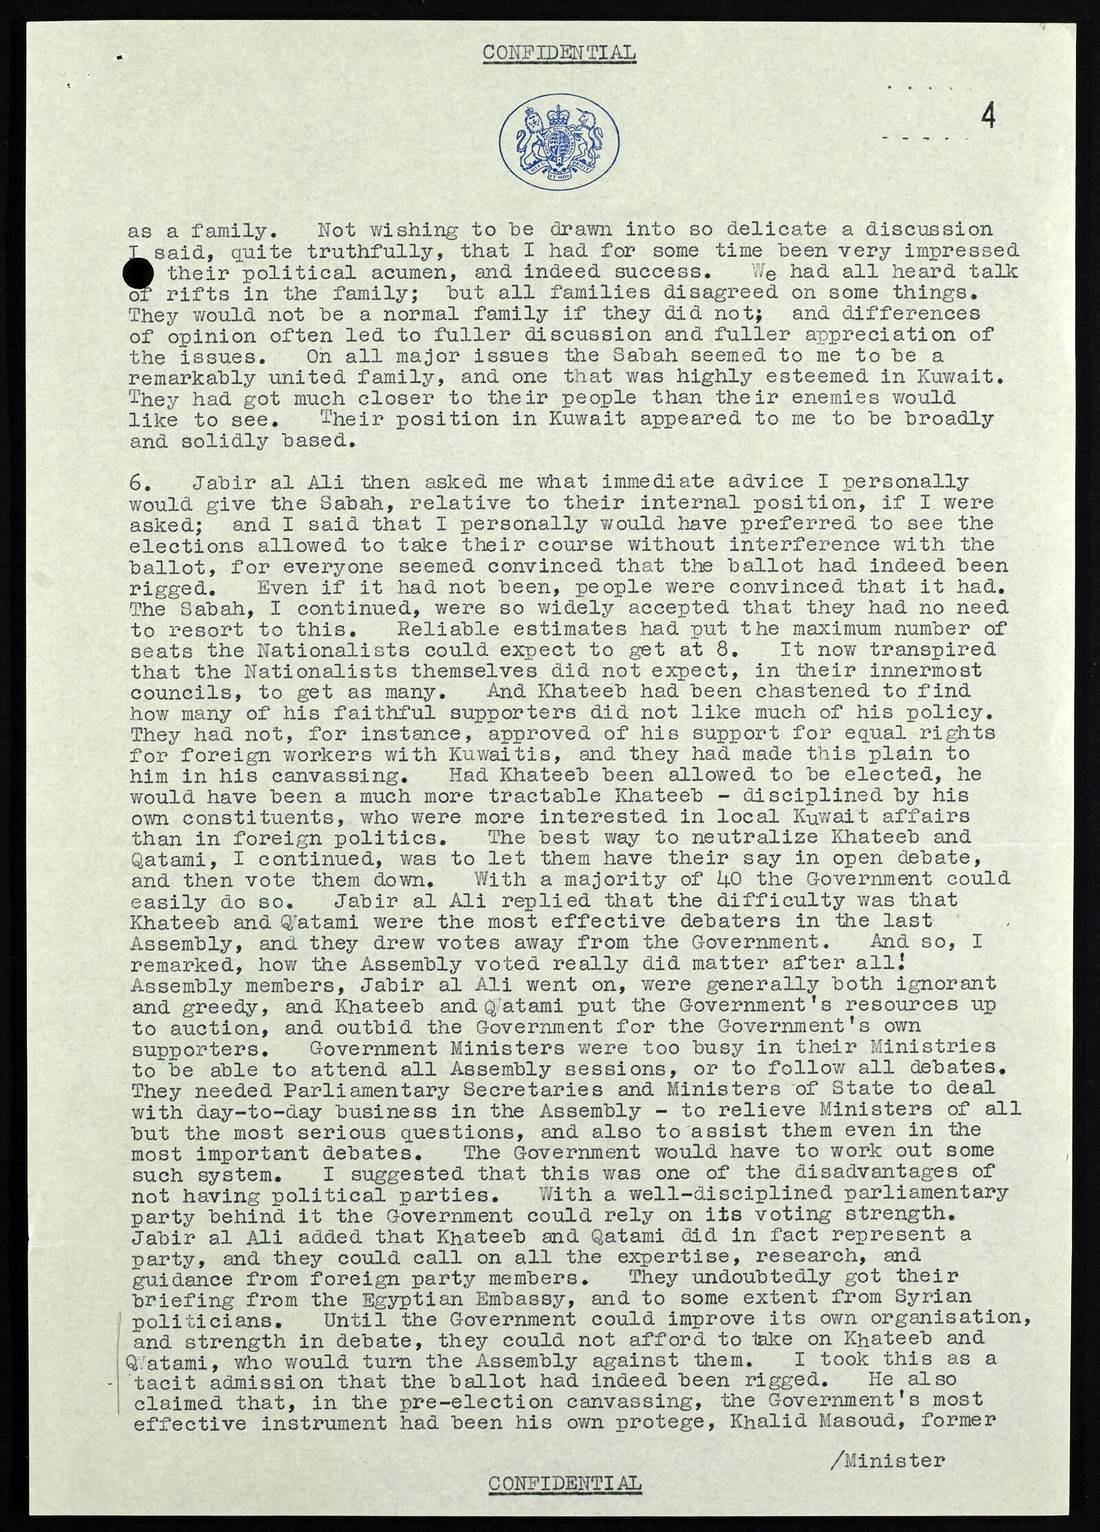 CONFIDENTIAL
4
as a family.   Not wishing to be drawn into so delicate a discussion
I said, quite truthfully, that I had for some time been very impressed
their political acumen, and indeed success.   We had all heard talk
of rifts in the family;  but all families disagreed on some things.
They would not be a normal family if they did not;  and differences
of opinion often led to fuller discussion and fuller appreciation of
the issues.   On all major issues the Sabah seemed to me to be a
remarkably united family, and one that was highly esteemed in Kuwait.
They had got much closer to their people than their enemies would
like to see.   Their position in Kuwait appeared to me to be broadly
and solidly based.
6.   Jabir al Ali then asked me what immediate advice I personally
would give the Sabah, relative to their internal position, if I were
asked;  and I said that I personally would have preferred to see the
elections allowed to take their course without interference with the
ballot, for everyone seemed convinced that the ballot had indeed been
rigged.   Even if it had not been, people were convinced that it had.
The Sabah, I continued, were so widely accepted that they had no need
to resort to this.   Reliable estimates had put the maximum number of
seats the Nationalists could expect to get at 8.   It now transpired
that the Nationalists themselves did not expect, in their innermost
councils, to get as many.   And Khateeb had been chastened to find
how many of his faithful supporters did not like much of his policy.
They had not, for instance, approved of his support for equal rights
for foreign workers with Kuwaitis, and they had made this plain to
him in his canvassing.   Had Khateeb been allowed to be elected, he
would have been a much more tractable Khateeb - disciplined by his
own constituents, who were more interested in local Kuwait affairs
than in foreign politics.   The best way to neutralize Khateeb and
Qatami, I continued, was to let them have their say in open debate,
and then vote them down.   With a majority of 40 the Government could
easily do so.   Jabir al Ali replied that the difficulty was that
Khateeb and Qatami were the most effective debaters in the last
Assembly, and they drew votes away from the Government.   And so, I
remarked, how the Assembly voted really did matter after all!
Assembly members, Jabir al Ali went on, were generally both ignorant
and greedy, and Khateeb and Qatami put the Government's resources up
to auction, and outbid the Government for the Government's own
supporters.   Government Ministers were too busy in their Ministries
to be able to attend all Assembly sessions, or to follow all debates.
They needed Parliamentary Secretaries and Ministers of State to deal
with day-to-day business in the Assembly - to relieve Ministers of all
but the most serious questions, and also to assist them even in the
most important debates.   The Government would have to work out some
such system.   I suggested that this was one of the disadvantages of
not having political parties.   With a well-disciplined parliamentary
party behind it the Government could rely on its voting strength.
Jabir al Ali added that Khateeb and Qatami did in fact represent a
party, and they could call on all the expertise, research, and
guidance from foreign party members.   They undoubtedly got their
briefing from the Egyptian Embassy, and to some extent from Syrian
politicians.   Until the Government could improve its own organisation,
and strength in debate, they could not afford to take on Khateeb and
Qatami, who would turn the Assembly against them.   I took this as a
tacit admission that the ballot had indeed been rigged.   He also
claimed that, in the pre-election canvassing, the Government's most
effective instrument had been his own protege, Khalid Masoud, former
/Minister
CONFIDENTIAL